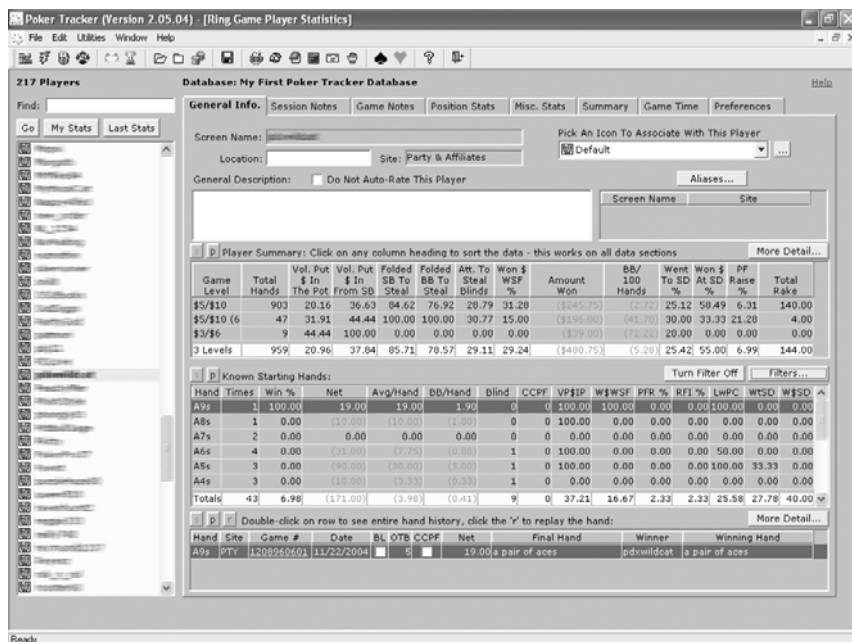 Poker Tracker (Version 2.05.04) - [Ring Game Player Statistics]
File Edit Utilities Window Help
217 Players Database: My First Poker Tracker Database Help
Find: General Info. Session Notes Game Notes Position Stats Misc. Stats Summary Game Time Preferences
Go My Stats Last Stats
Screen Name: Pick An Icon To Associate With This Player
Location: Site: Party & Affiliates Default ...
General Description: Do Not Auto-Rate This Player Aliases...
Screen Name Site
p Player Summary: Click on any column heading to sort the data - this works on all data sections More Detail...
Game Level Total Hands Vol. Put $ In The Pot Vol. Put $ In From SB Folded SB To Steal Folded BB To Steal Att. To Steal Blinds Won $ WSF % Amount Won BB/ 100 Hands Went To SD % Won $ At SD % PF Raise % Total Rake
$5/$10 903 20.16 36.63 84.62 76.92 28.79 31.28 ($245.75) (2.72) 25.12 58.49 6.31 140.00
$5/$10 (6 47 31.91 44.44 100.00 100.00 30.77 15.00 ($196.00) 30.00 33.33 21.28 4.00
$3/$6 9 44.44 100.00 0.00 0.00 0.00 0.00 ($39.00) (72.22) 20.00 0.00 0.00 0.00
3 Levels 959 20.96 37.84 85.71 78.57 29.11 29.24 ($480.75) (5.28) 25.42 55.00 6.99 144.00
p Known Starting Hands: Turn Filter Off Filters...
Hand Times Win % Net Avg/Hand BB/Hand Blind CCPF VP$IP W$WSF PFR % RFI % LwPC WtSD W$SD
A9s 1 100.00 19.00 19.00 1.90 0 0 100.00 100.00 0.00 0.00 100.00 0.00 0.00
A8s 1 0.00 (10.00) (10.00) (1.00) 0 0 100.00 0.00 0.00 0.00 0.00 0.00 0.00
A7s 2 0.00 0.00 0.00 0.00 0 0 0.00 0.00 0.00 0.00 0.00 0.00 0.00
A6s 4 0.00 (31.00) (7.75) (0.80) 1 0 100.00 0.00 0.00 0.00 50.00 0.00 0.00
A5s 3 0.00 (90.00) (30.00) (3.00) 1 0 100.00 0.00 0.00 0.00 100.00 33.33 0.00
A4s 3 0.00 (10.00) (3.33) (0.33) 1 0 0.00 0.00 0.00 0.00 0.00 0.00 0.00
Totals 43 6.98 (171.00) (3.98) (0.41) 9 0 37.21 16.67 2.33 2.33 25.58 27.78 40.00
p r Double-click on row to see entire hand history, click the 'r' to replay the hand: More Detail...
Hand Site Game # Date BL OTB CCPF Net Final Hand Winner Winning Hand
A9s PTY 1208960601 11/22/2004 5 19.00 a pair of aces pdxwildcat a pair of aces
Ready